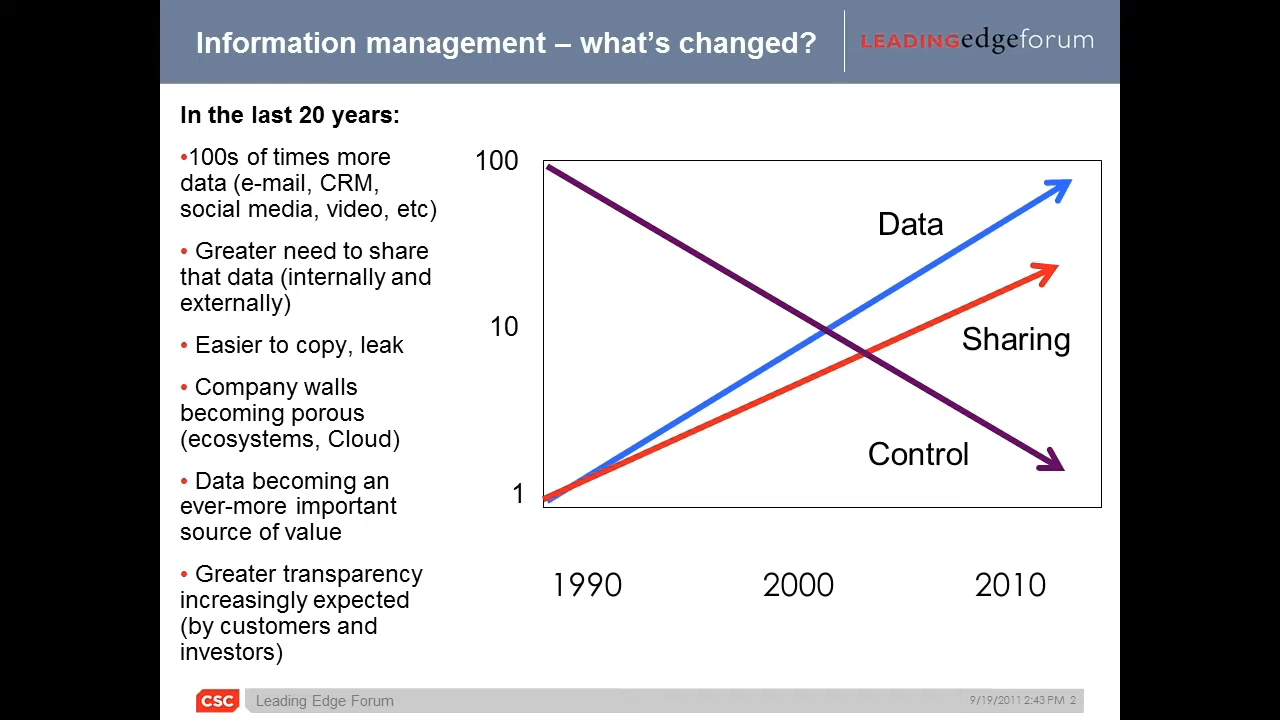 Information management – what's changed?
LEADINGedgeforum
In the last 20 years:
•100s of times more
data (e-mail, CRM,
social media, video, etc)
• Greater need to share
that data (internally and
externally)
• Easier to copy, leak
• Company walls
becoming porous
(ecosystems, Cloud)
• Data becoming an
ever-more important
source of value
• Greater transparency
increasingly expected
(by customers and
investors)
100
10
1
Data
Sharing
Control
1990 2000 2010
CSC Leading Edge Forum 9/19/2011 2:43 PM 2